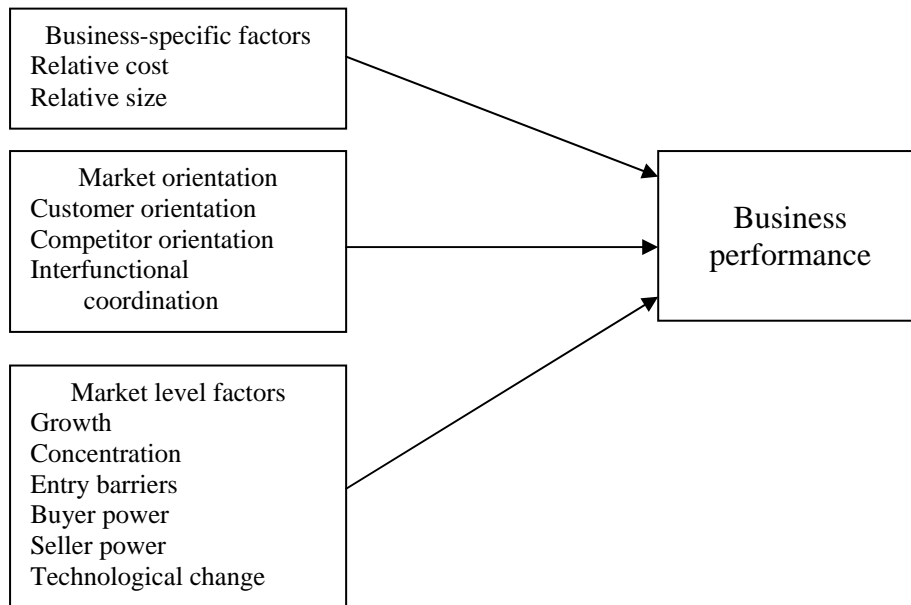 Business-specific factors
Relative cost
Relative size
Market orientation
Customer orientation
Competitor orientation
Interfunctional
coordination
Market level factors
Growth
Concentration
Entry barriers
Buyer power
Seller power
Technological change
Business
performance